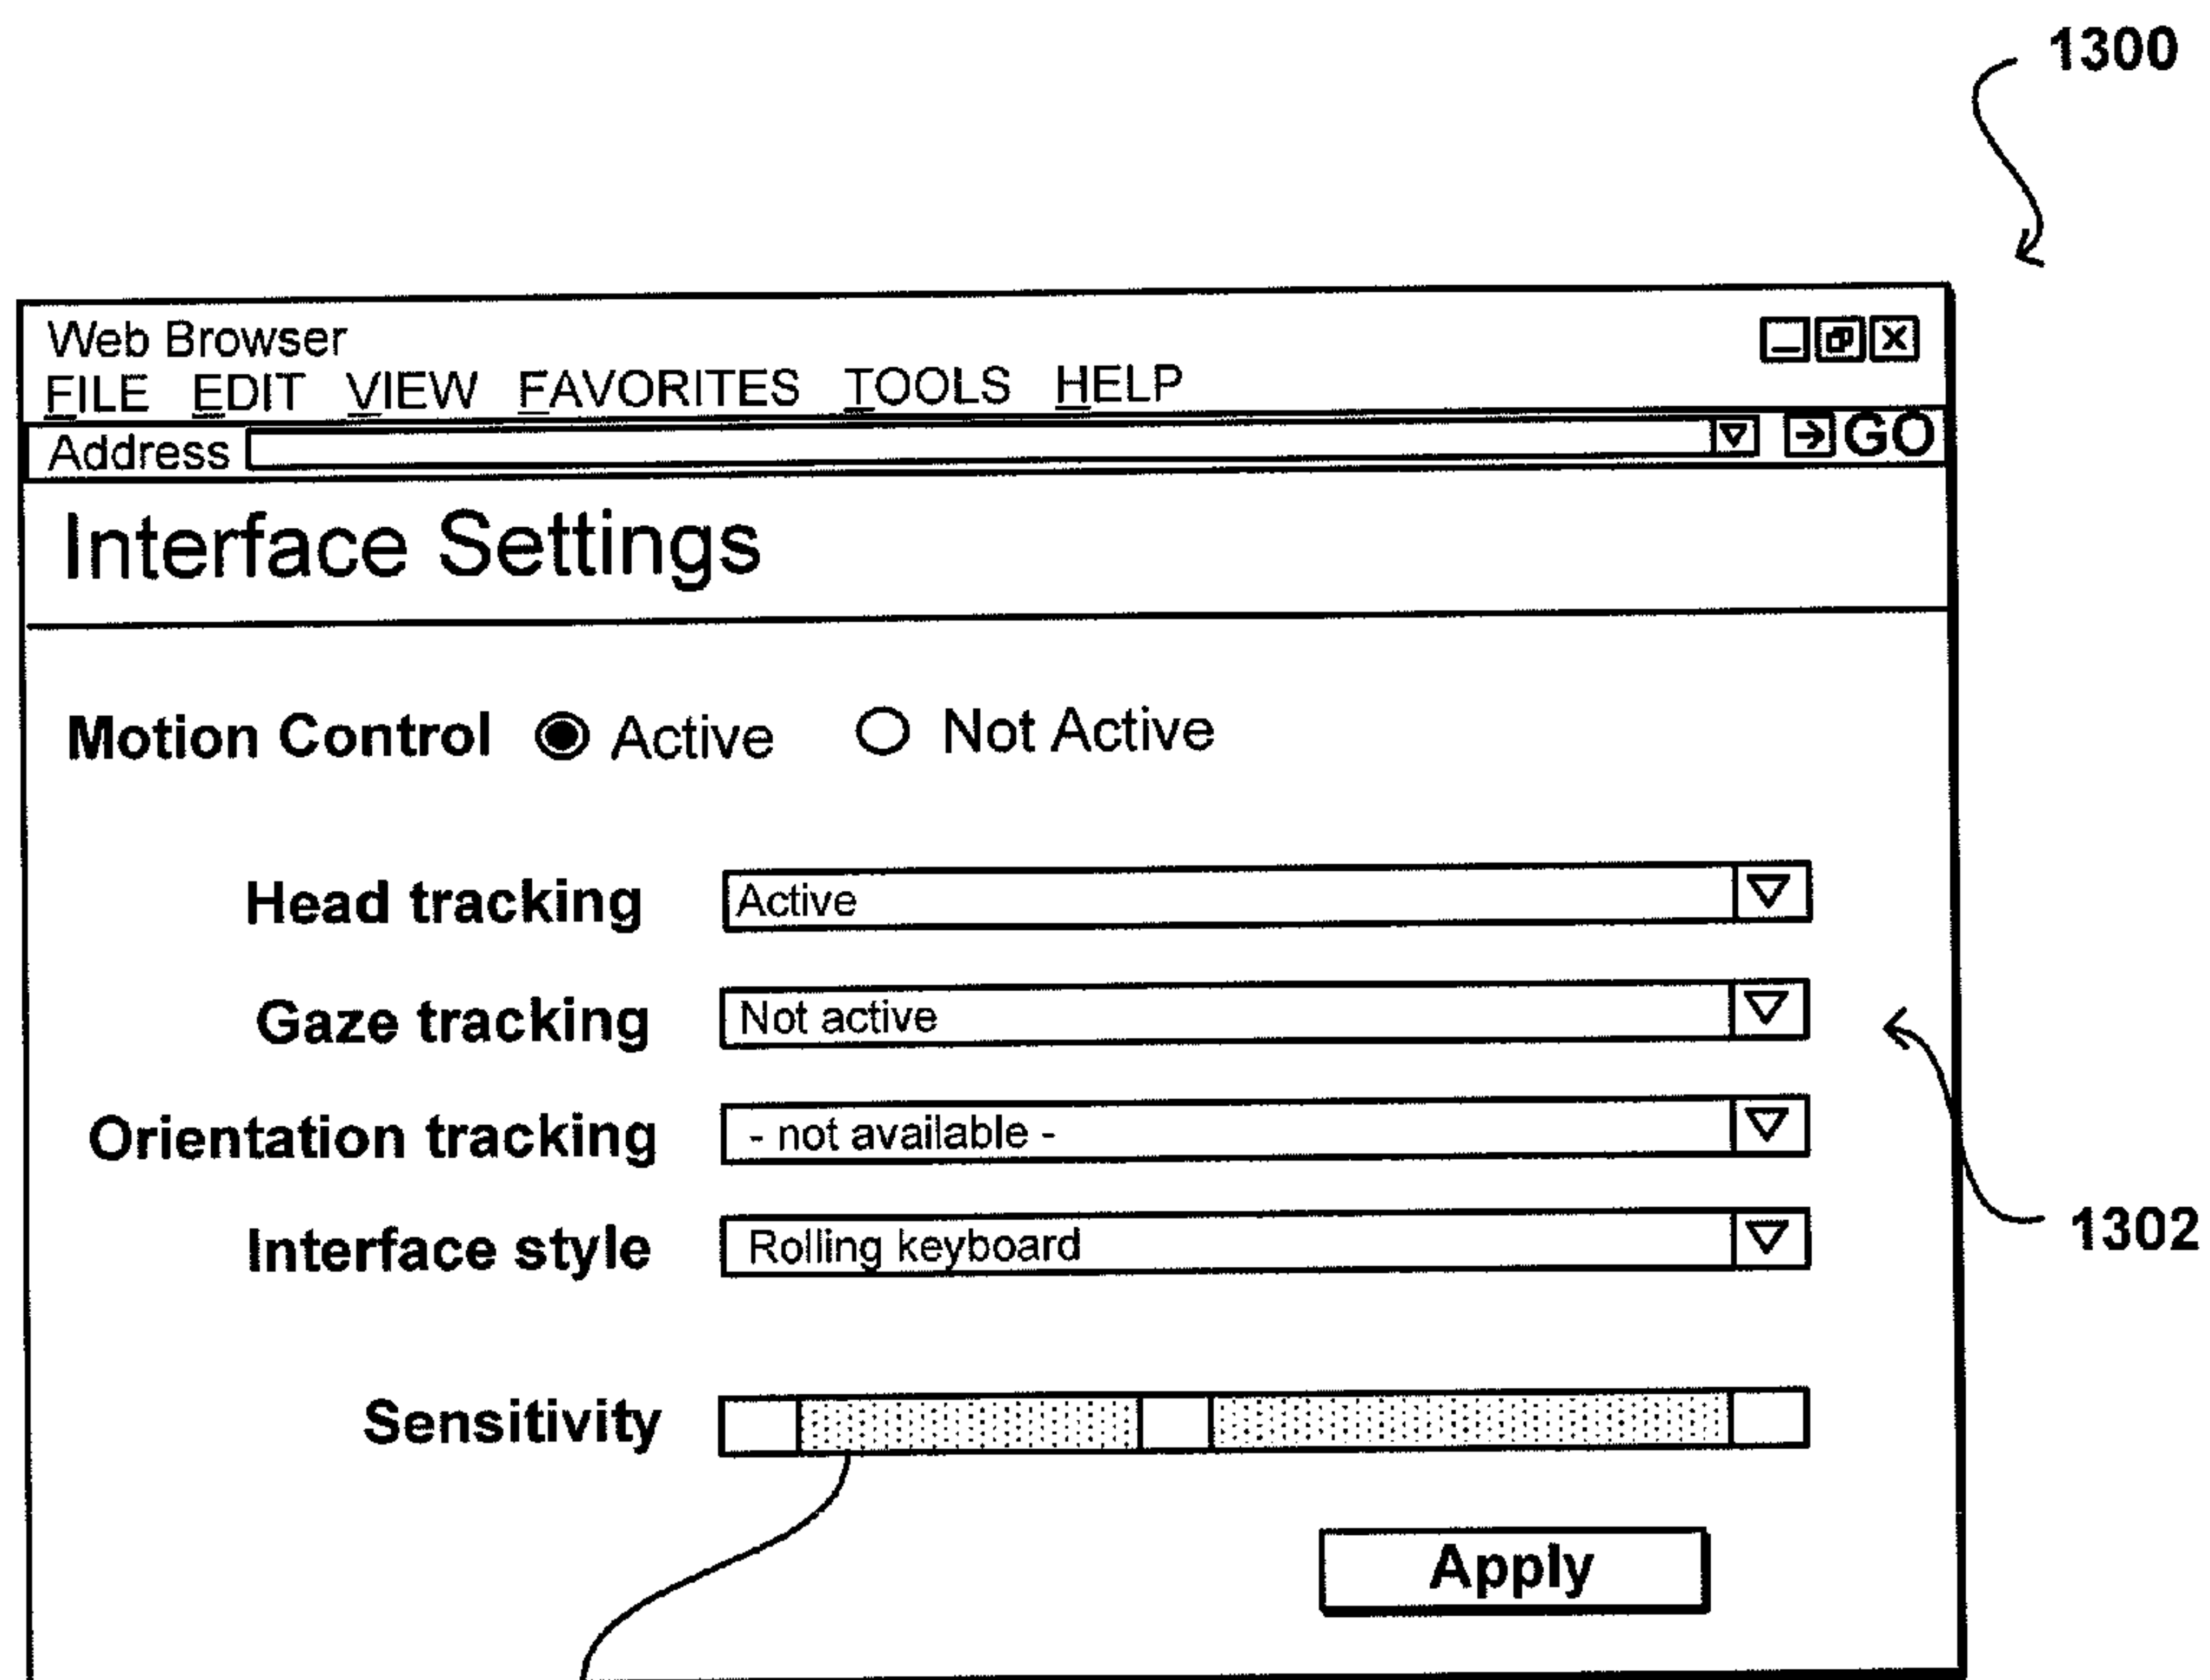 1300
Web Browser
FILE EDIT VIEW FAVORITES TOOLS HELP
Address GO
Interface Settings
Motion Control Active Not Active
Head tracking Active
Gaze tracking Not active
Orientation tracking - not available -
Interface style Rolling keyboard
1302
Sensitivity
Apply